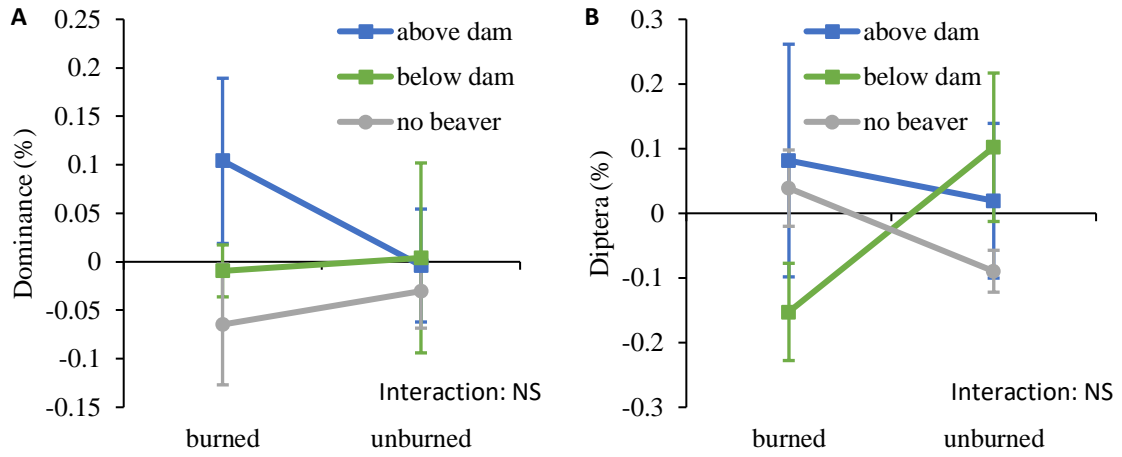 A
Dominance (%)
0.25
0.2
0.15
0.1
0.05
0
-0.05
-0.1
-0.15
above dam
below dam
no beaver
Interaction: NS
burned
unburned
B
Diptera (%)
0.3
0.2
0.1
0
-0.1
-0.2
-0.3
above dam
below dam
no beaver
Interaction: NS
burned
unburned